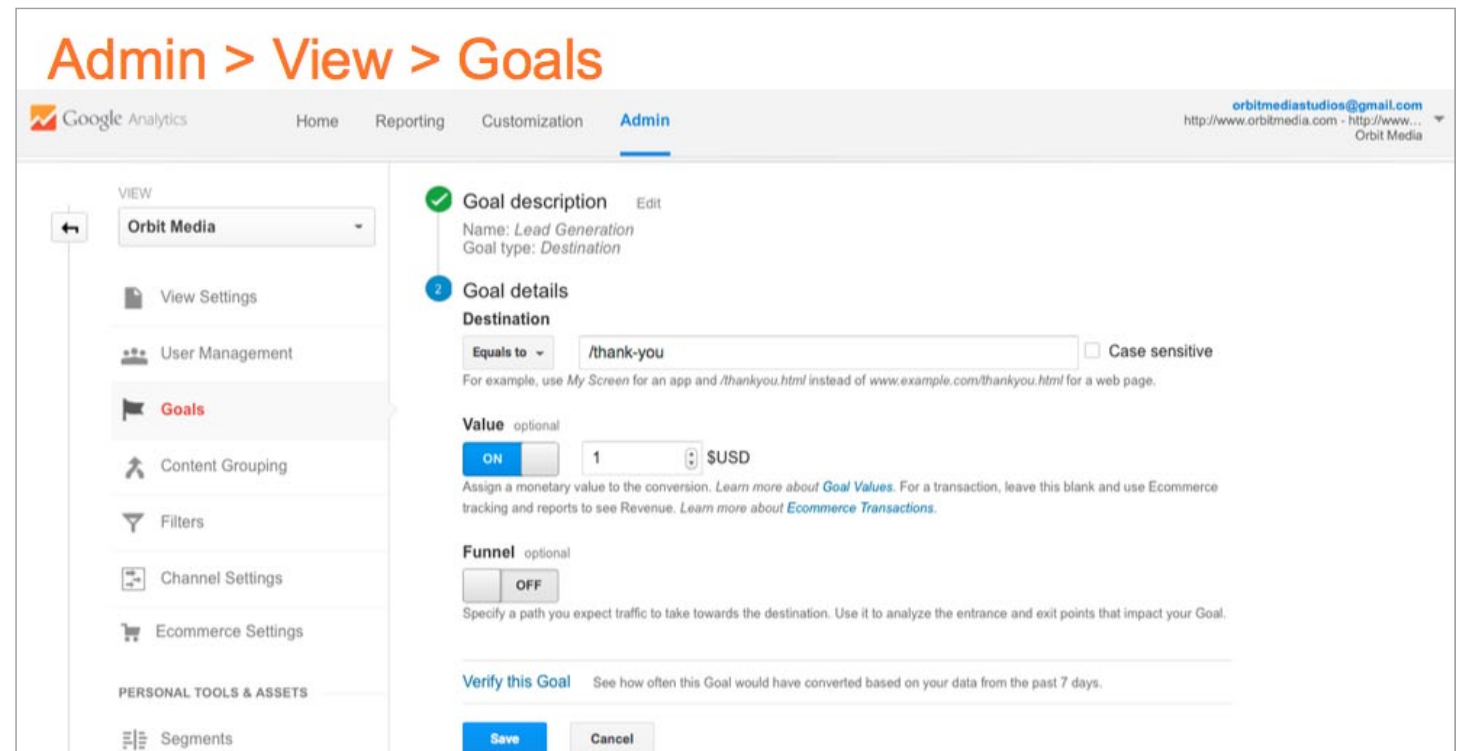 Admin > View > Goals
Google Analytics Home Reporting Customization Admin
orbitmediastudios@gmail.com
http://www.orbitmedia.com - http://www...
Orbit Media
VIEW
Orbit Media
View Settings
User Management
Goals
Content Grouping
Filters
Channel Settings
Ecommerce Settings
PERSONAL TOOLS & ASSETS
Segments
Goal description Edit
Name: Lead Generation
Goal type: Destination
2 Goal details
Destination
Equals to /thank-you Case sensitive
For example, use My Screen for an app and /thankyou.html instead of www.example.com/thankyou.html for a web page.
Value optional
ON 1 $USD
Assign a monetary value to the conversion. Learn more about Goal Values. For a transaction, leave this blank and use Ecommerce
tracking and reports to see Revenue. Learn more about Ecommerce Transactions.
Funnel optional
OFF
Specify a path you expect traffic to take towards the destination. Use it to analyze the entrance and exit points that impact your Goal.
Verify this Goal See how often this Goal would have converted based on your data from the past 7 days.
Save Cancel